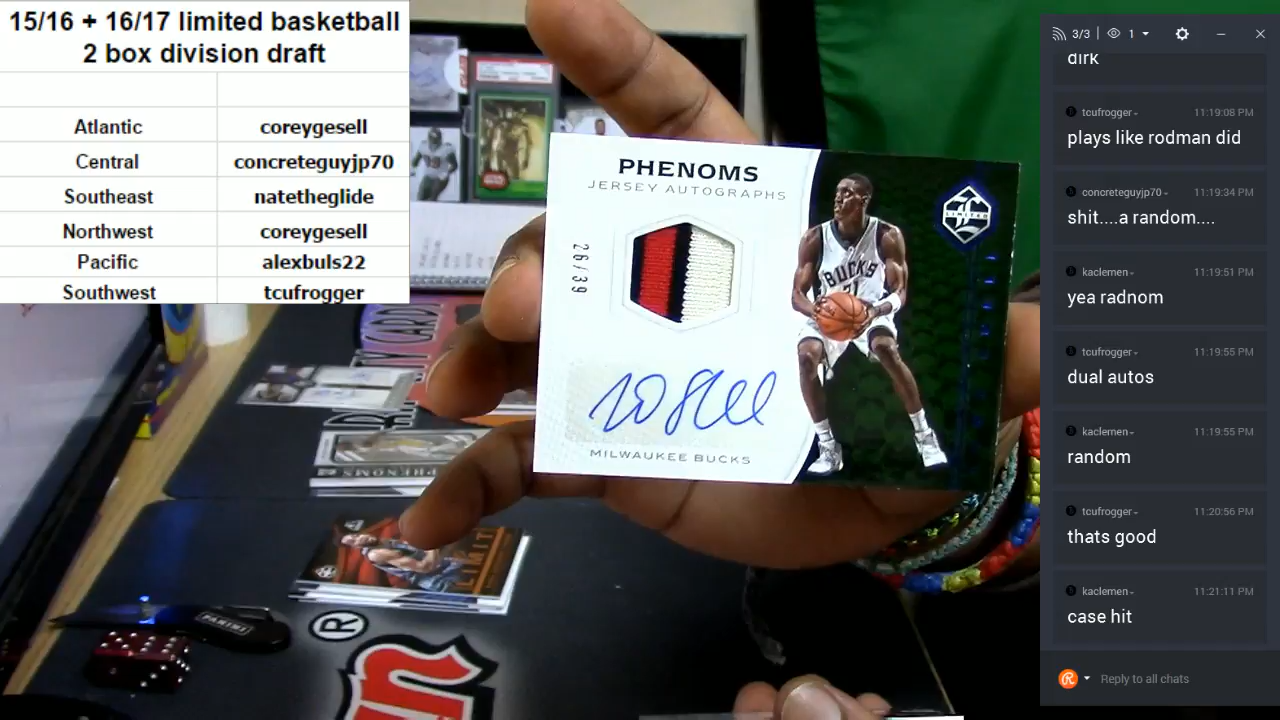 15/16 + 16/17 limited basketball
2 box division draft
Atlantic coreygesell
Central concreteguyjp70
Southeast natetheglide
Northwest coreygesell
Pacific alexbuls22
Southwest tcufrogger
PHENOMS
JERSEY AUTOGRAPHS
26/39
MILWAUKEE BUCKS
LIMITED
BUCKS
PHENOMS
LIMIT
PANINI
®
3/3 1
dirk
tcufrogger 11:19:08 PM
plays like rodman did
concreteguyjp70 11:19:34 PM
shit....a random....
kaclemen 11:19:51 PM
yea radnom
tcufrogger 11:19:55 PM
dual autos
kaclemen 11:19:55 PM
random
tcufrogger 11:20:56 PM
thats good
kaclemen 11:21:11 PM
case hit
Reply to all chats